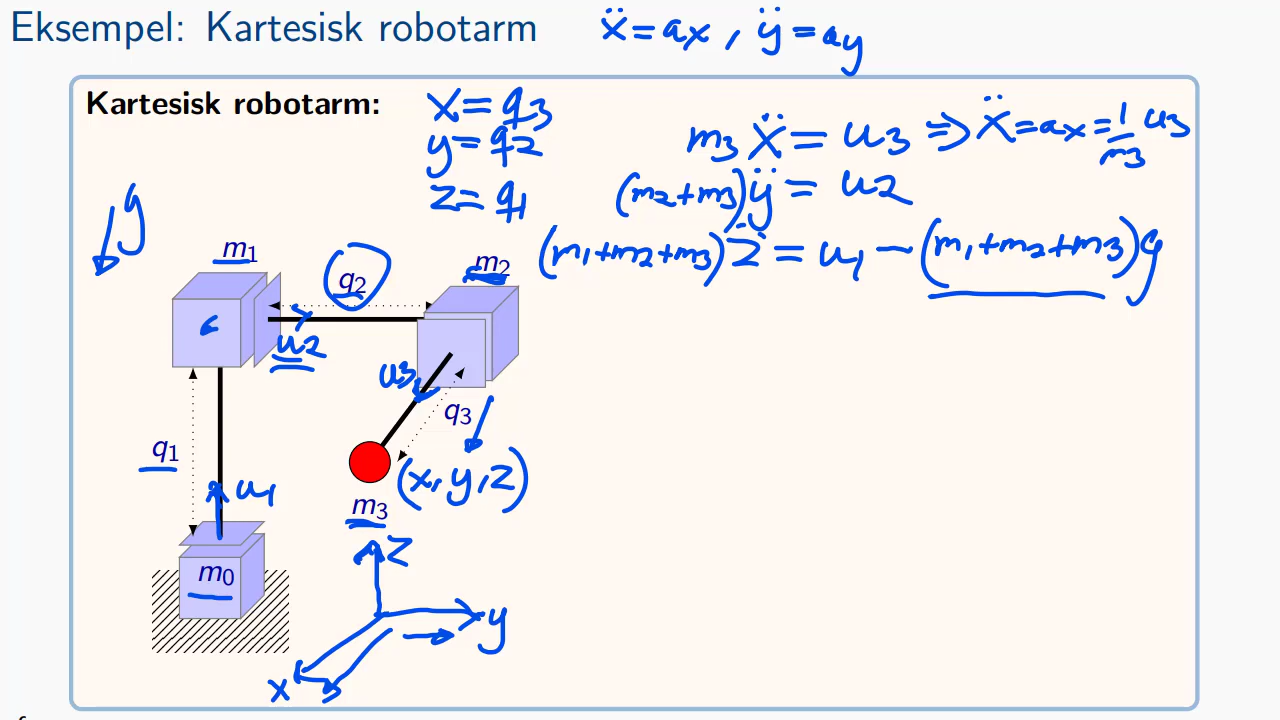 Eksempel: Kartesisk robotarm ẍ = ax , ÿ = ay
Kartesisk robotarm:
x = q3
y = q2
z = q1
m3 ẍ = u3 ⇒ ẍ = ax = 1/m3 u3
(m2+m3) ÿ = u2
(m1+m2+m3) z̈ = u1 − (m1+m2+m3)g
g
m1
q2
m2
u2
u3
q3
q1
(x, y, z)
u1
m3
z
m0
y
x